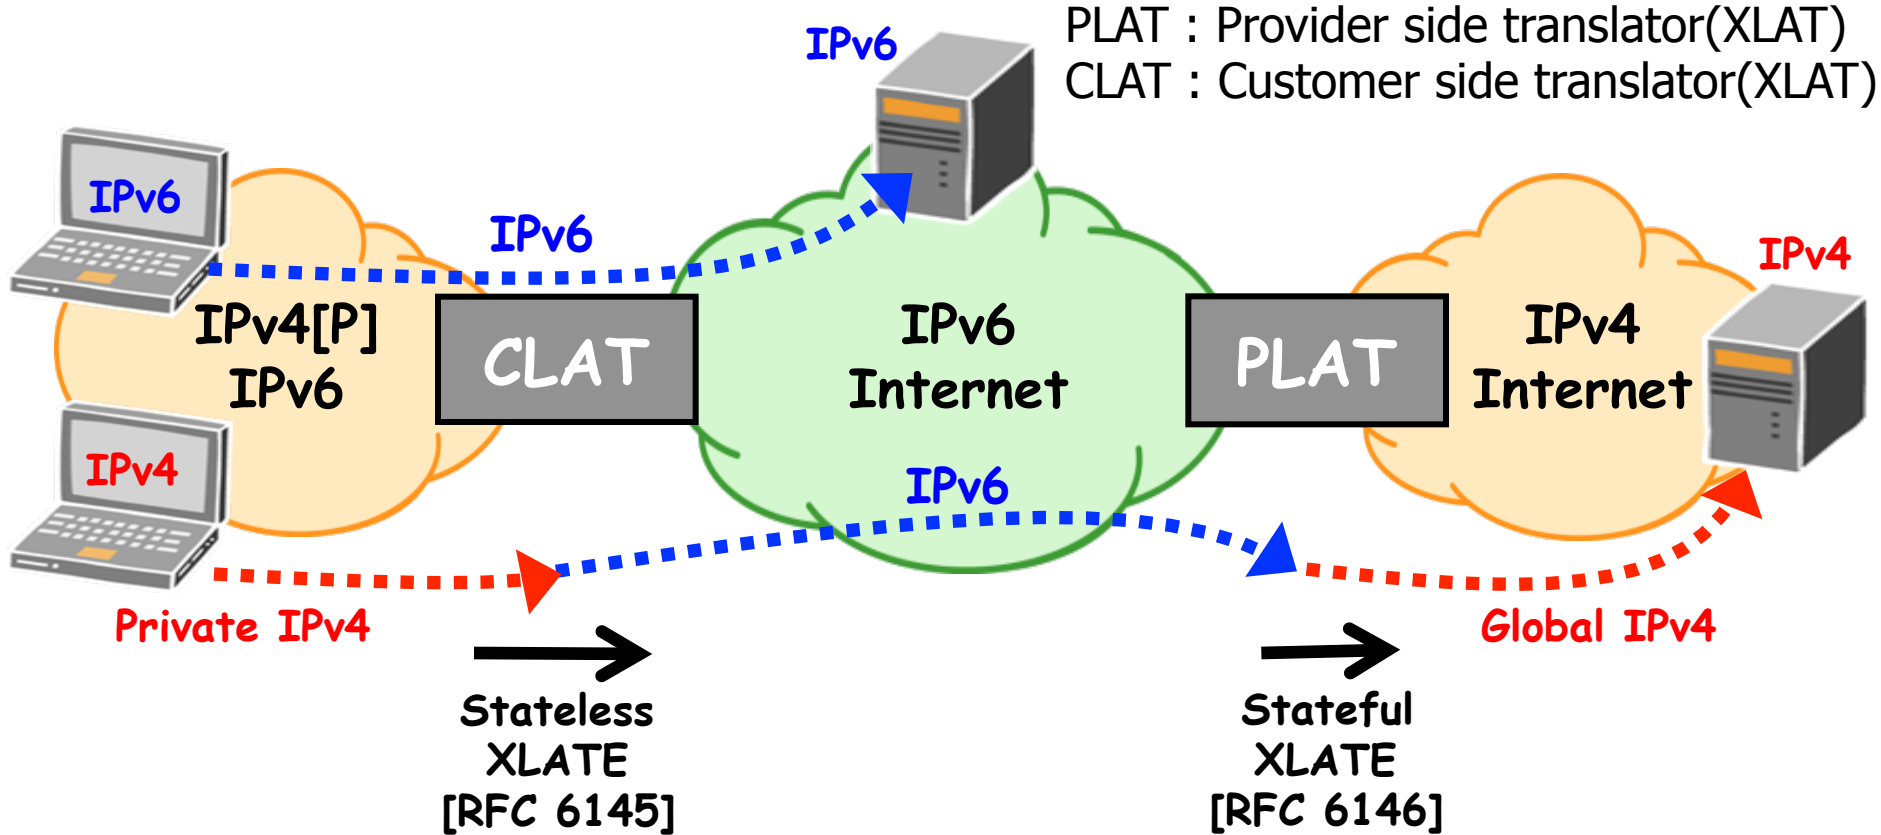 PLAT : Provider side translator(XLAT)
CLAT : Customer side translator(XLAT)
IPv6
IPv6
IPv6
IPv4
IPv4[P]
IPv6
CLAT
IPv6
Internet
PLAT
IPv4
Internet
IPv4
IPv6
Private IPv4
Global IPv4
Stateless
XLATE
[RFC 6145]
Stateful
XLATE
[RFC 6146]